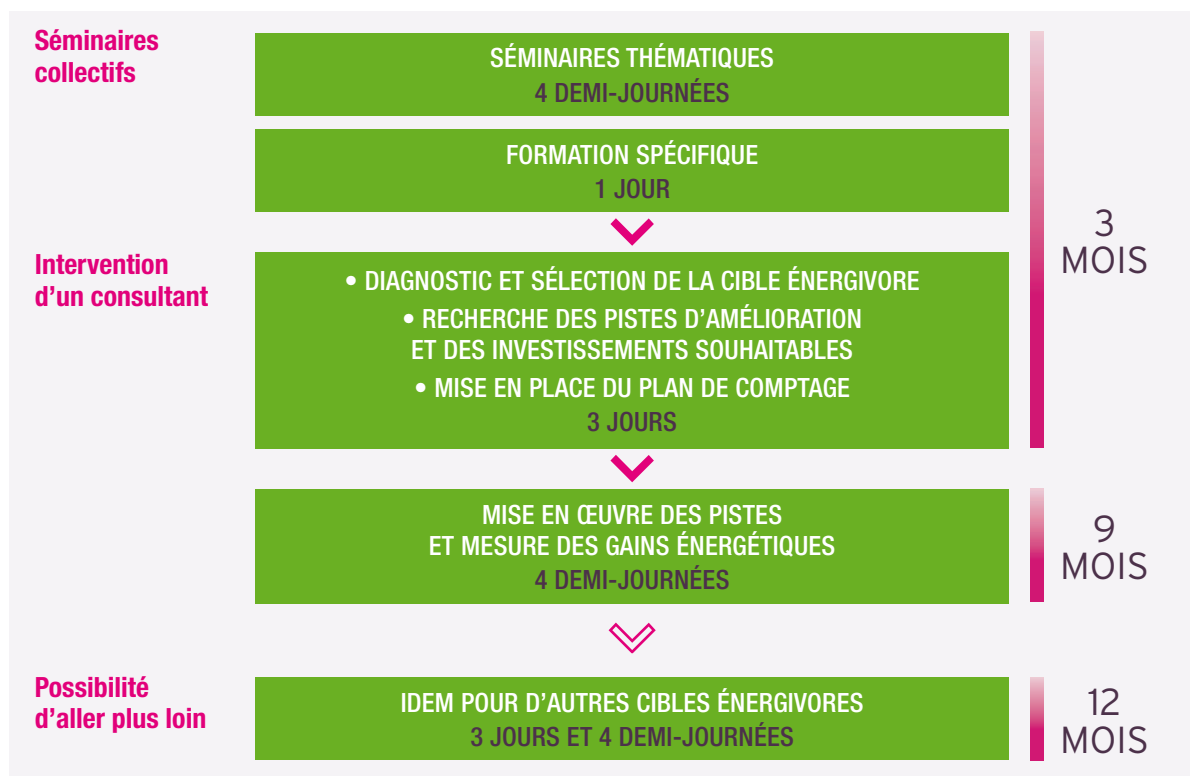 Séminaires
collectifs
SÉMINAIRES THÉMATIQUES
4 DEMI-JOURNÉES
FORMATION SPÉCIFIQUE
1 JOUR
3
MOIS
Intervention
d’un consultant
• DIAGNOSTIC ET SÉLECTION DE LA CIBLE ÉNERGIVORE
• RECHERCHE DES PISTES D’AMÉLIORATION
ET DES INVESTISSEMENTS SOUHAITABLES
• MISE EN PLACE DU PLAN DE COMPTAGE
3 JOURS
MISE EN ŒUVRE DES PISTES
ET MESURE DES GAINS ÉNERGÉTIQUES
4 DEMI-JOURNÉES
9
MOIS
Possibilité
d’aller plus loin
IDEM POUR D'AUTRES CIBLES ÉNERGIVORES
3 JOURS ET 4 DEMI-JOURNÉES
12
MOIS